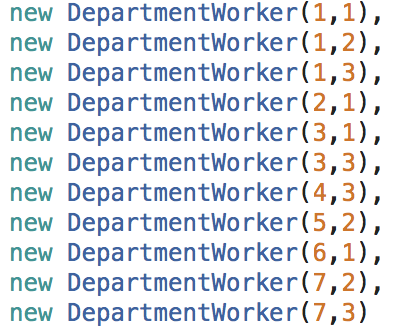 new DepartmentWorker(1,1),
new DepartmentWorker(1,2),
new DepartmentWorker(1,3),
new DepartmentWorker(2,1),
new DepartmentWorker(3,1),
new DepartmentWorker(3,3),
new DepartmentWorker(4,3),
new DepartmentWorker(5,2),
new DepartmentWorker(6,1),
new DepartmentWorker(7,2),
new DepartmentWorker(7,3)